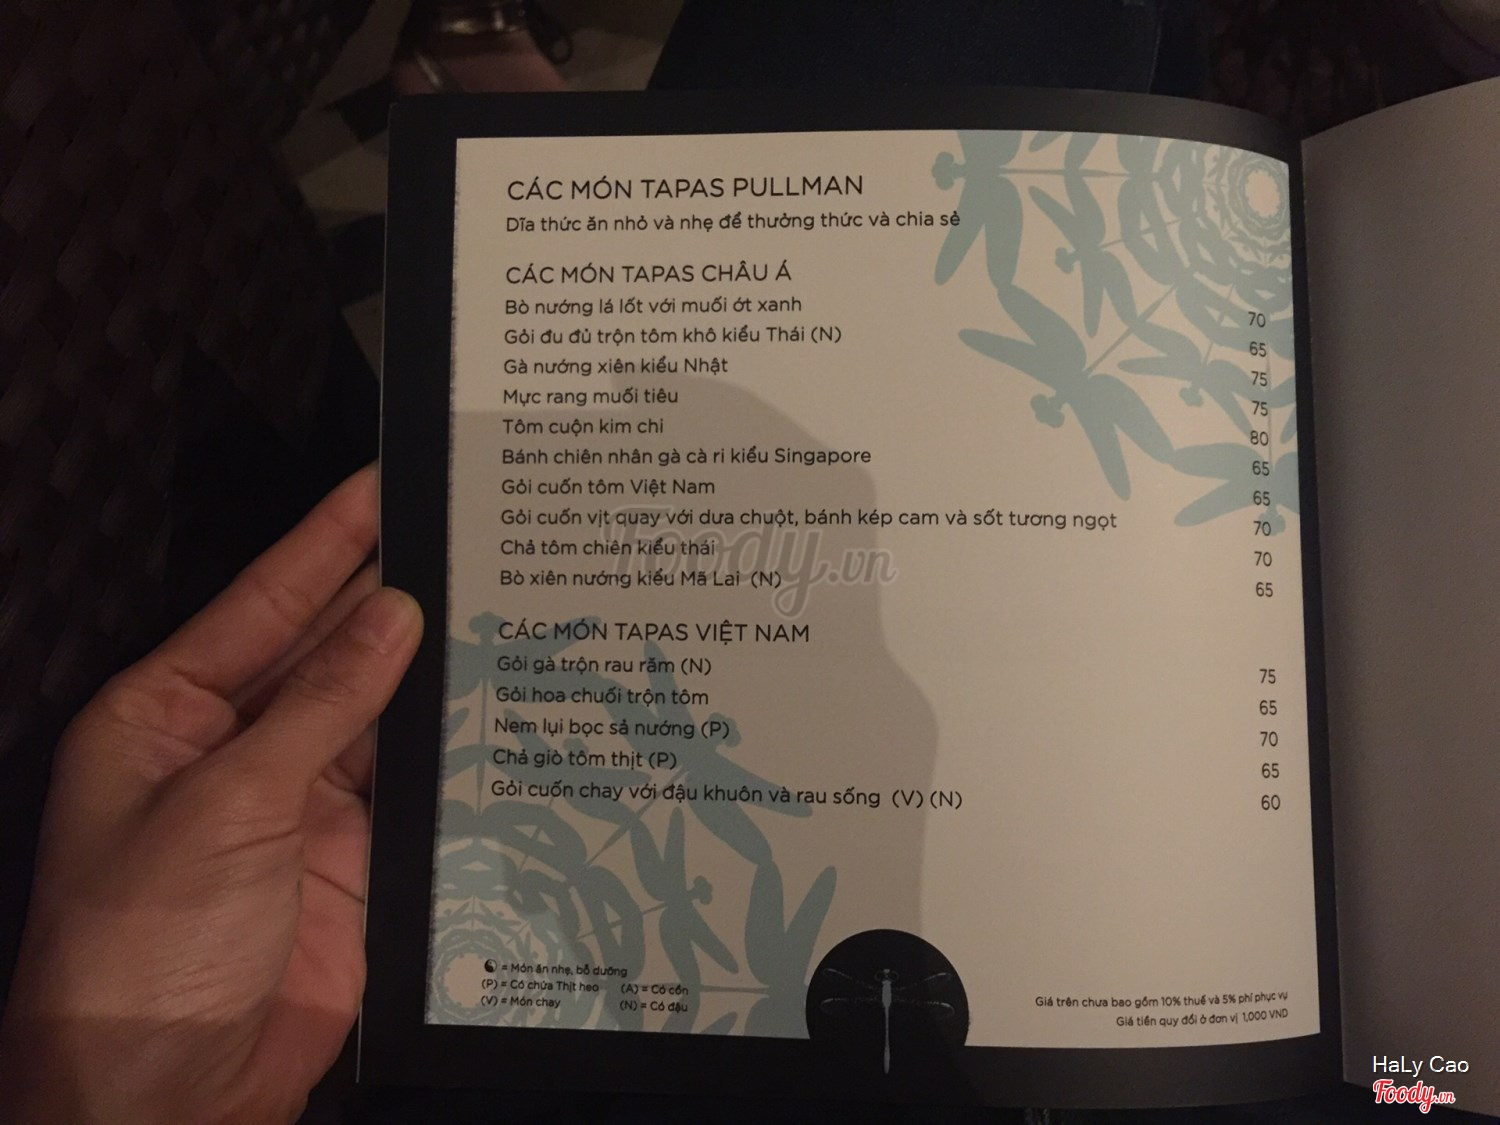 CÁC MÓN TAPAS PULLMAN
Dĩa thức ăn nhỏ và nhẹ để thưởng thức và chia sẻ
CÁC MÓN TAPAS CHÂU Á
Bò nướng lá lốt với muối ớt xanh 70
Gỏi đu đủ trộn tôm khô kiểu Thái (N) 65
Gà nướng xiên kiểu Nhật 75
Mực rang muối tiêu 75
Tôm cuộn kim chi 80
Bánh chiên nhân gà cà ri kiểu Singapore 65
Gỏi cuốn tôm Việt Nam 65
Gỏi cuốn vịt quay với dưa chuột, bánh kép cam và sốt tương ngọt 70
Chả tôm chiên kiểu thái 70
Bò xiên nướng kiểu Mã Lai (N) 65
CÁC MÓN TAPAS VIỆT NAM
Gỏi gà trộn rau răm (N) 75
Gỏi hoa chuối trộn tôm 65
Nem lụi bọc sả nướng (P) 70
Chả giò tôm thịt (P) 65
Gỏi cuốn chay với đậu khuôn và rau sống (V) (N) 60
= Món ăn nhẹ, bổ dưỡng
(P) = Có chứa Thịt heo (A) = Có cồn
(V) = Món chay (N) = Có đậu
Giá trên chưa bao gồm 10% thuế và 5% phí phục vụ
Giá tiền quy đổi ở đơn vị 1,000 VND
Foody.vn
HaLy Cao
Foody.vn